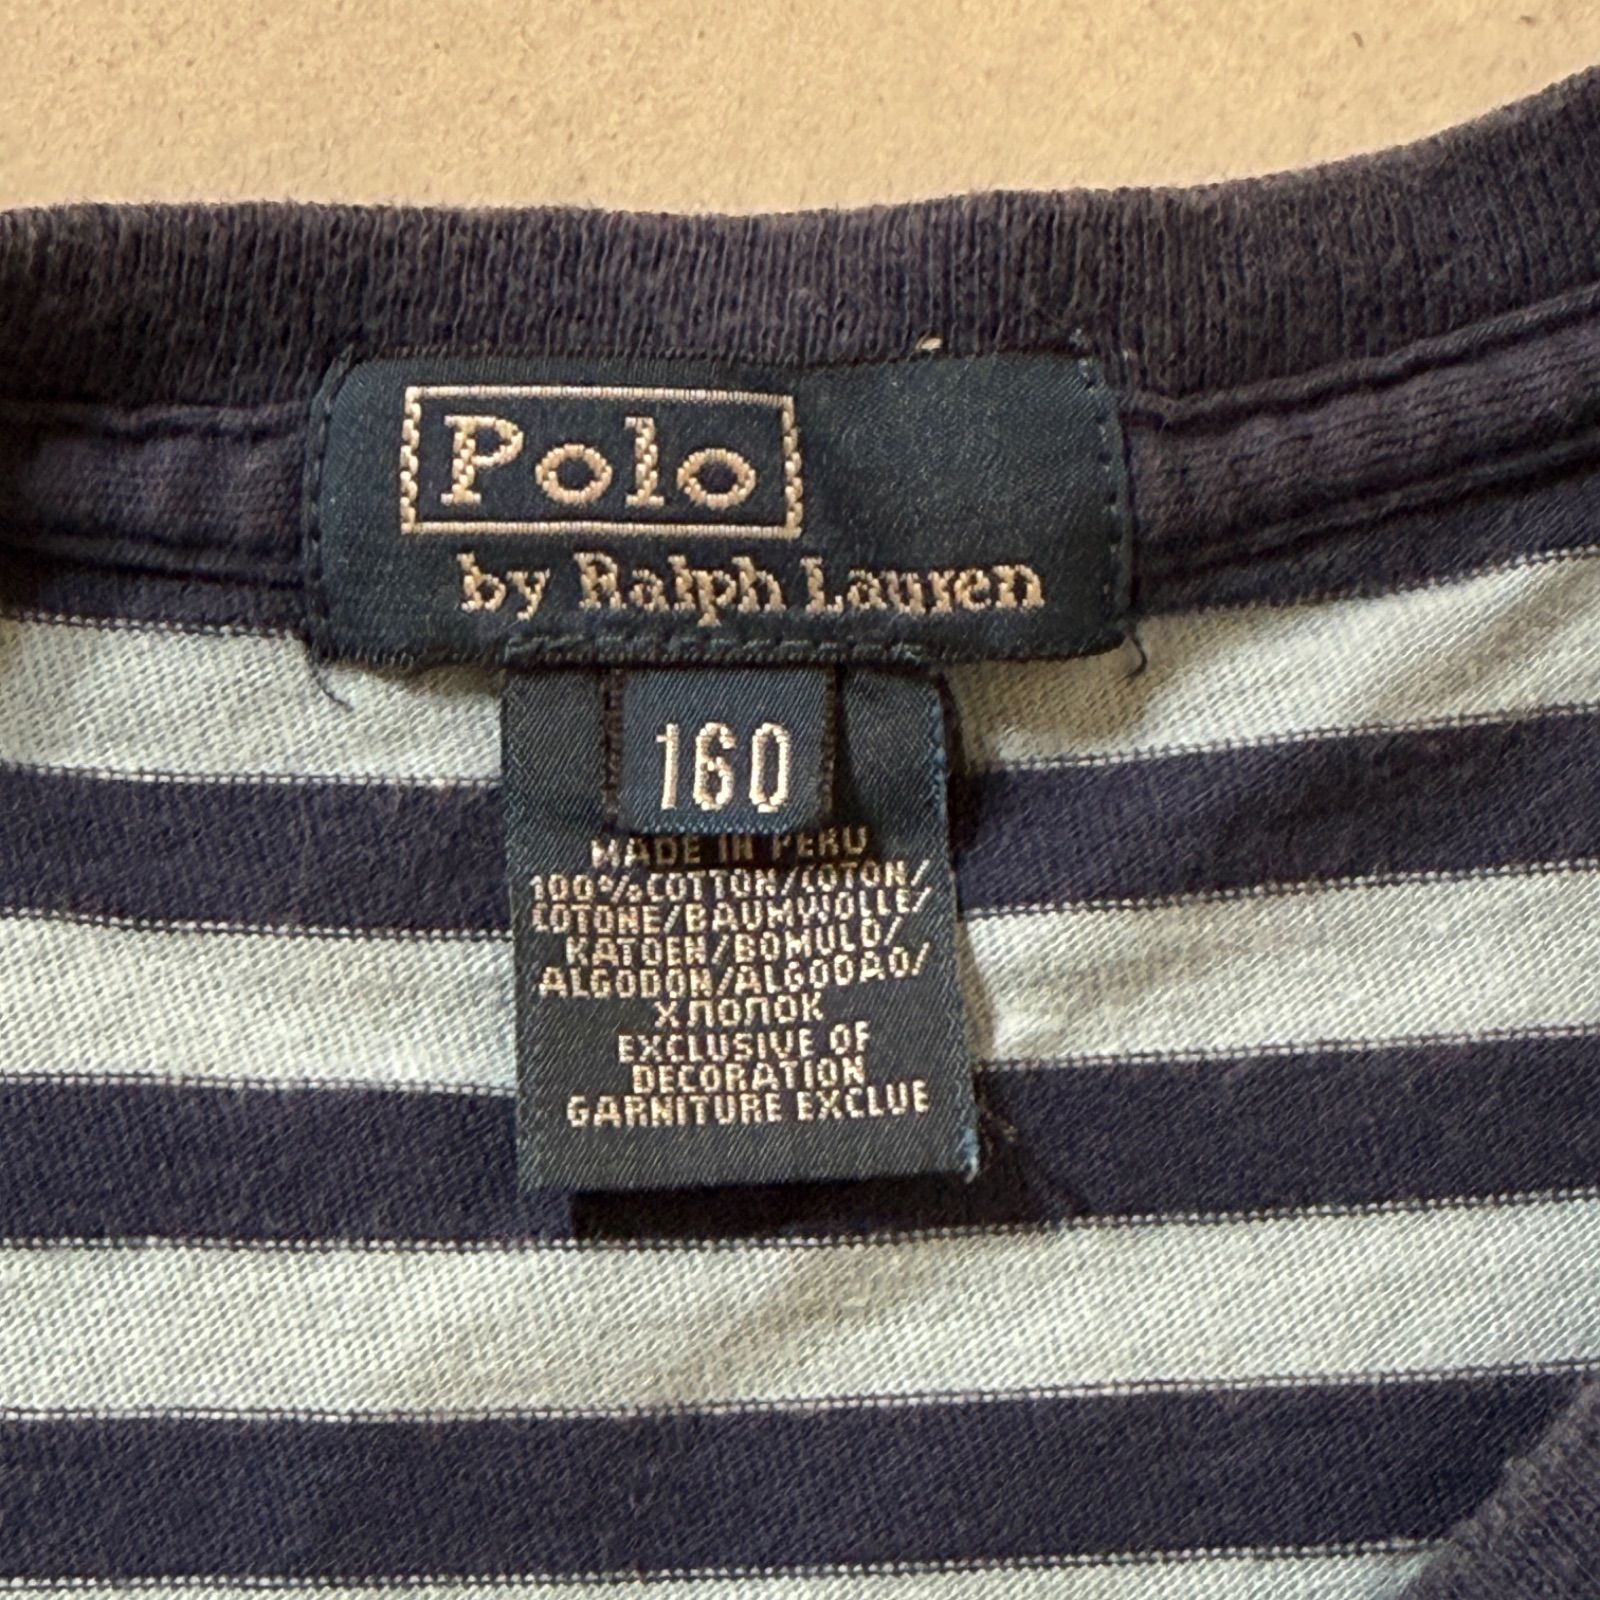 Polo
by Ralph Lauren
160
MADE IN PERU
100%COTTON/COTON/
COTONE/BAUMWOLLE/
KATOEN/BOMULD/
ALGODON/ALGODAO/
ХЛОПОК
EXCLUSIVE OF
DECORATION
GARNITURE EXCLUE